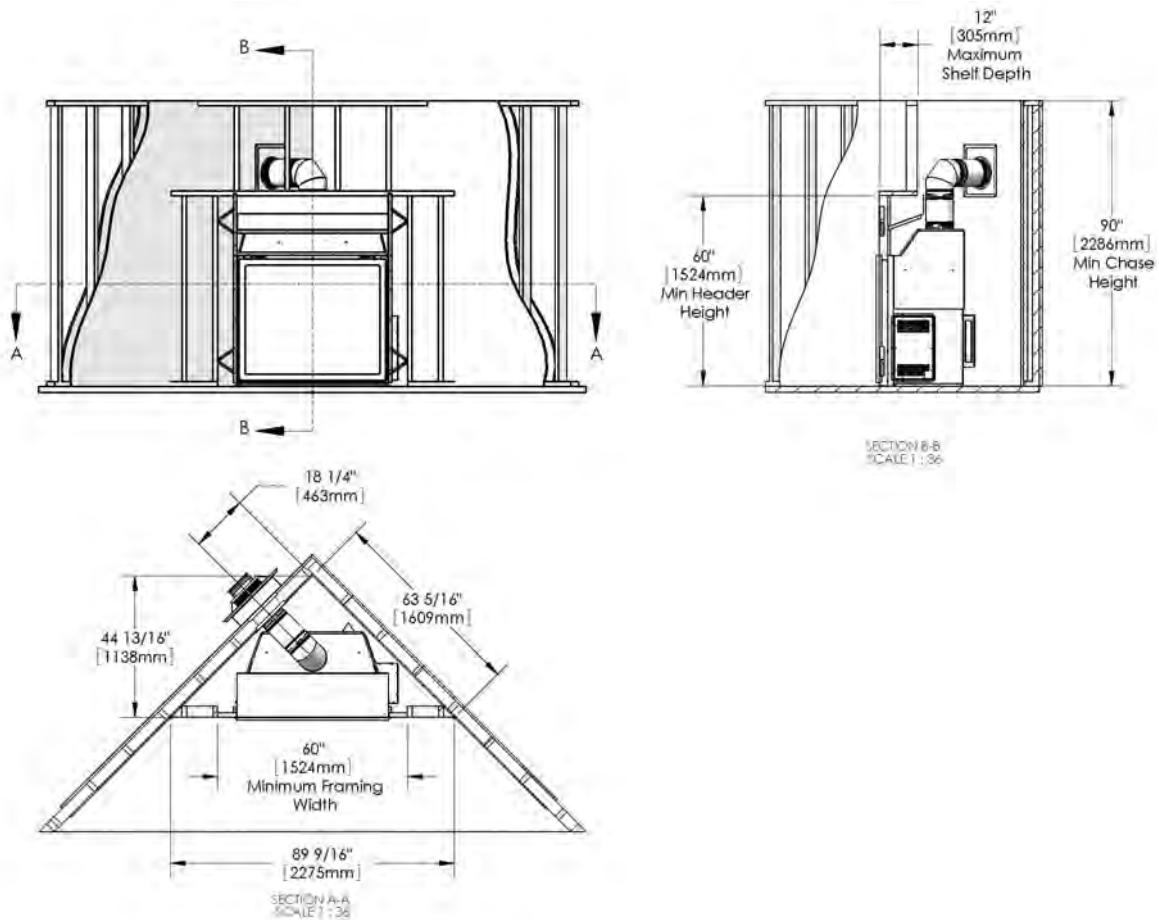 B
B
A
A
12"
[305mm]
Maximum
Shelf Depth
60"
[1524mm]
Min Header
Height
90"
[2286mm]
Min Chase
Height
SECTION B-B
SCALE 1 : 36
18 1/4"
[463mm]
63 5/16"
[1609mm]
44 13/16"
[1138mm]
60"
[1524mm]
Minimum Framing
Width
89 9/16"
[2275mm]
SECTION A-A
SCALE 1 : 36